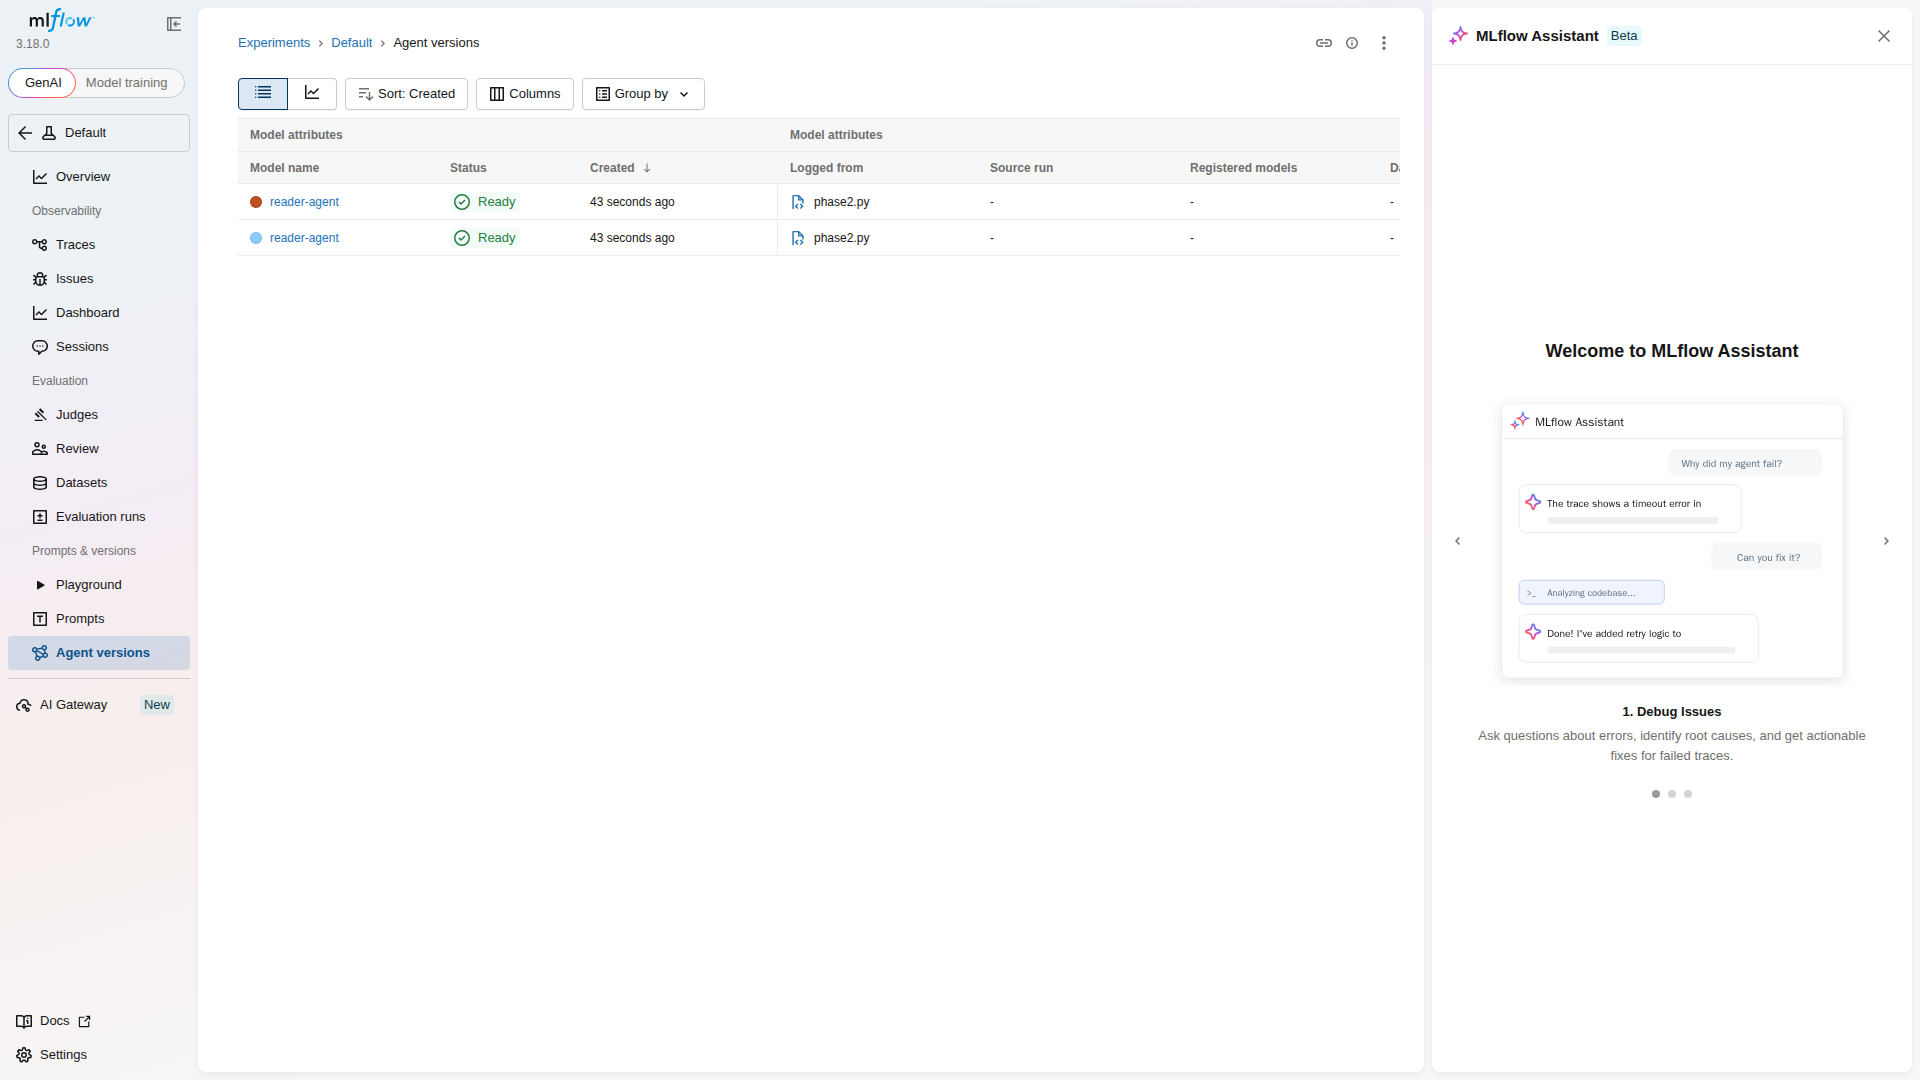 mlflow
3.18.0
GenAI
Model training
Default
Overview
Observability
Traces
Issues
Dashboard
Sessions
Evaluation
Judges
Review
Datasets
Evaluation runs
Prompts & versions
Playground
Prompts
Agent versions
AI Gateway New
Docs
Settings
Experiments > Default > Agent versions
Sort: Created Columns Group by
Model attributes Model attributes
Model name Status Created Logged from Source run Registered models Da
reader-agent Ready 43 seconds ago phase2.py - - -
reader-agent Ready 43 seconds ago phase2.py - - -
MLflow Assistant Beta
Welcome to MLflow Assistant
MLflow Assistant
Why did my agent fail?
The trace shows a timeout error in
Can you fix it?
>_ Analyzing codebase...
Done! I've added retry logic to
1. Debug Issues
Ask questions about errors, identify root causes, and get actionable
fixes for failed traces.